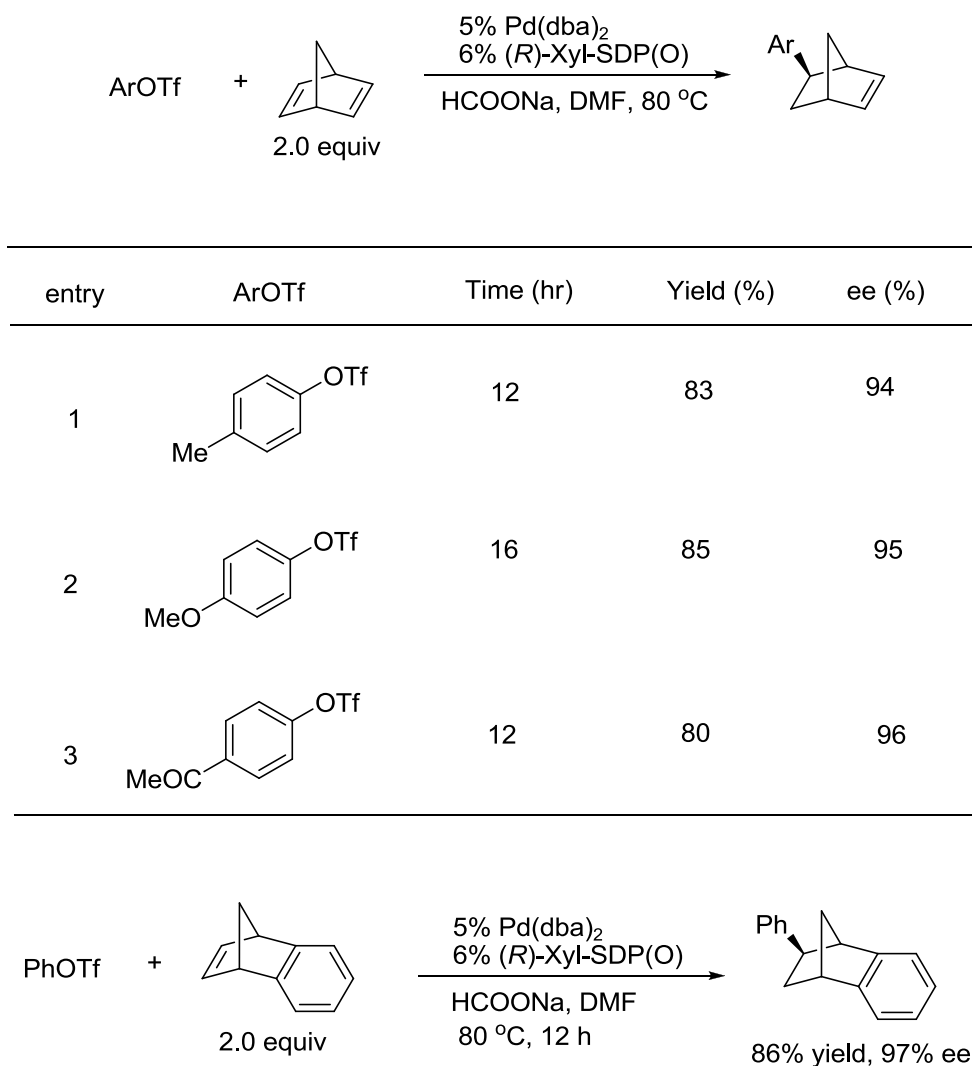 5% Pd(dba)2
6% (R)-Xyl-SDP(O)
ArOTf + HCOONa, DMF, 80 °C Ar
2.0 equiv
entry ArOTf Time (hr) Yield (%) ee (%)
1 OTf Me 12 83 94
2 OTf MeO 16 85 95
3 OTf MeOC 12 80 96
5% Pd(dba)2
6% (R)-Xyl-SDP(O)
PhOTf + HCOONa, DMF Ph
80 °C, 12 h
2.0 equiv
86% yield, 97% ee